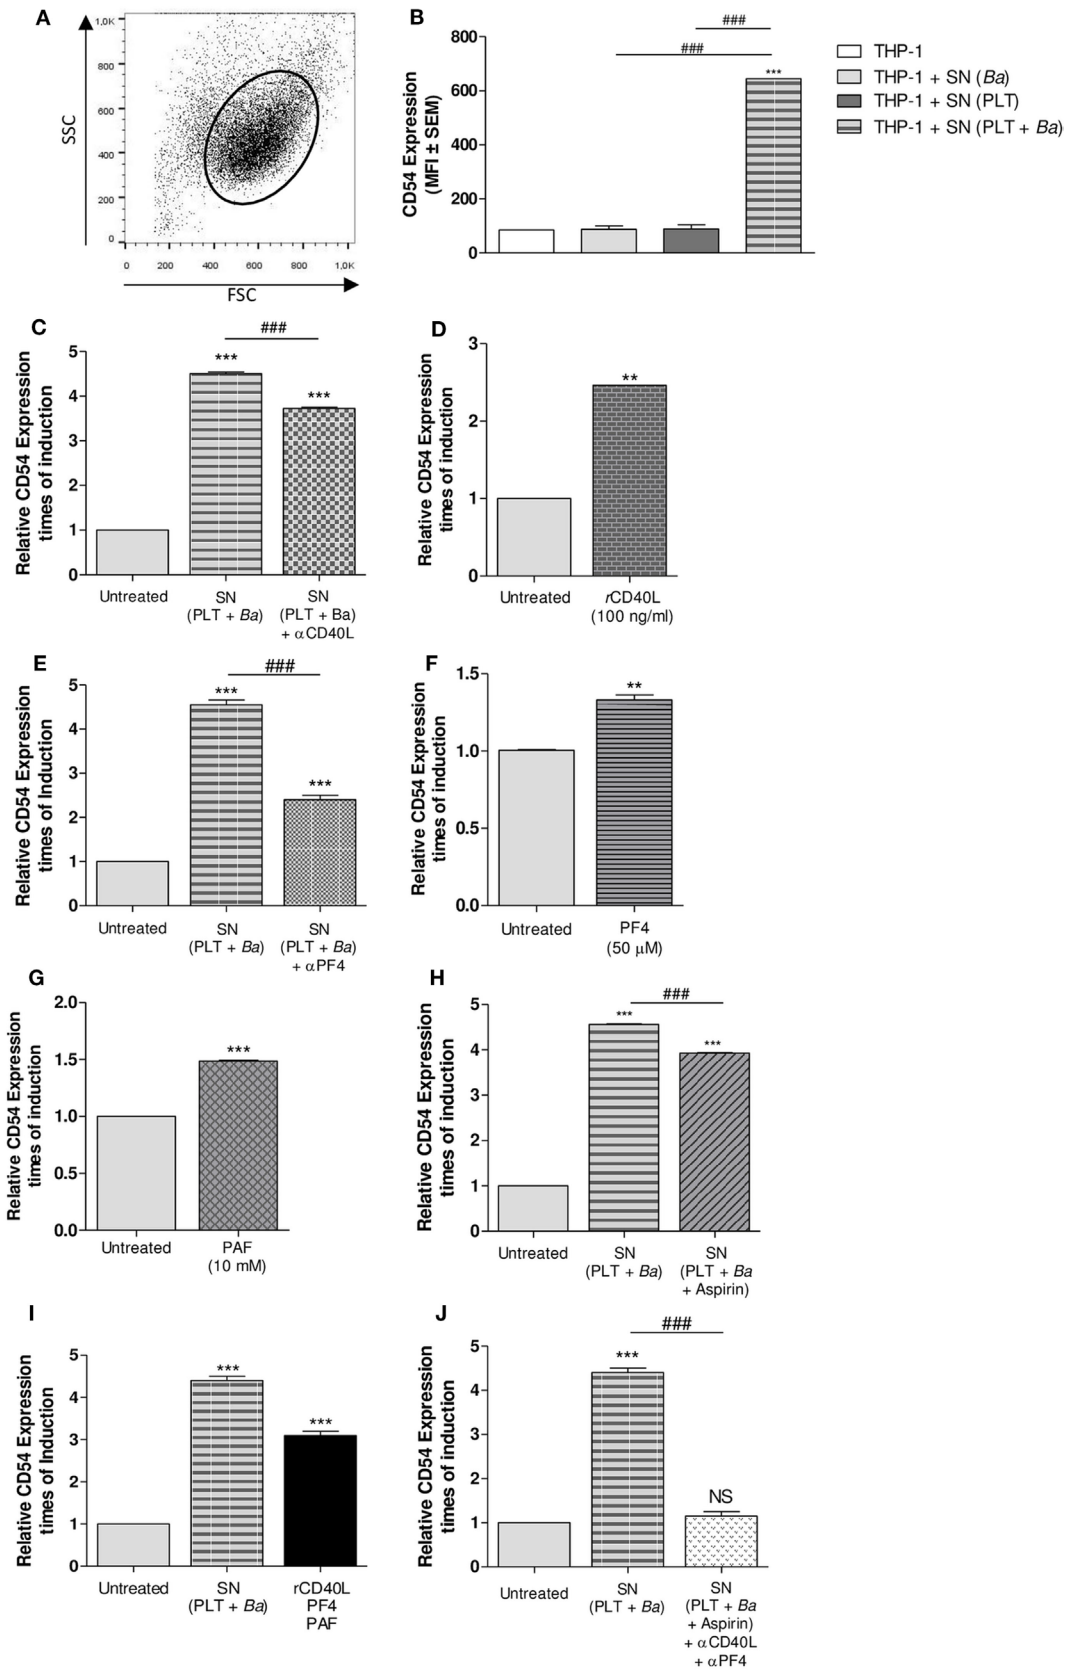 A
SSC
1,0K
800
600
400
200
0
0 200 400 600 800 1,0K
FSC
B
CD54 Expression
(MFI ± SEM)
800
600
400
200
0
###
###
***
THP-1
THP-1 + SN (Ba)
THP-1 + SN (PLT)
THP-1 + SN (PLT + Ba)
C
Relative CD54 Expression
times of induction
5
4
3
2
1
0
###
***
***
Untreated
SN
(PLT + Ba)
SN
(PLT + Ba)
+ αCD40L
D
Relative CD54 Expression
times of induction
3
2
1
0
**
Untreated
rCD40L
(100 ng/ml)
E
Relative CD54 Expression
times of Induction
5
4
3
2
1
0
###
***
***
Untreated
SN
(PLT + Ba)
SN
(PLT + Ba)
+ αPF4
F
Relative CD54 Expression
times of induction
1.5
1.0
0.5
0.0
**
Untreated
PF4
(50 µM)
G
Relative CD54 Expression
times of induction
2.0
1.5
1.0
0.5
0.0
***
Untreated
PAF
(10 mM)
H
Relative CD54 Expression
times of induction
5
4
3
2
1
0
###
***
***
Untreated
SN
(PLT + Ba)
SN
(PLT + Ba
+ Aspirin)
I
Relative CD54 Expression
times of Induction
5
4
3
2
1
0
***
***
Untreated
SN
(PLT + Ba)
rCD40L
PF4
PAF
J
Relative CD54 Expression
times of induction
5
4
3
2
1
0
###
***
NS
Untreated
SN
(PLT + Ba)
SN
(PLT + Ba
+ Aspirin)
+ αCD40L
+ αPF4